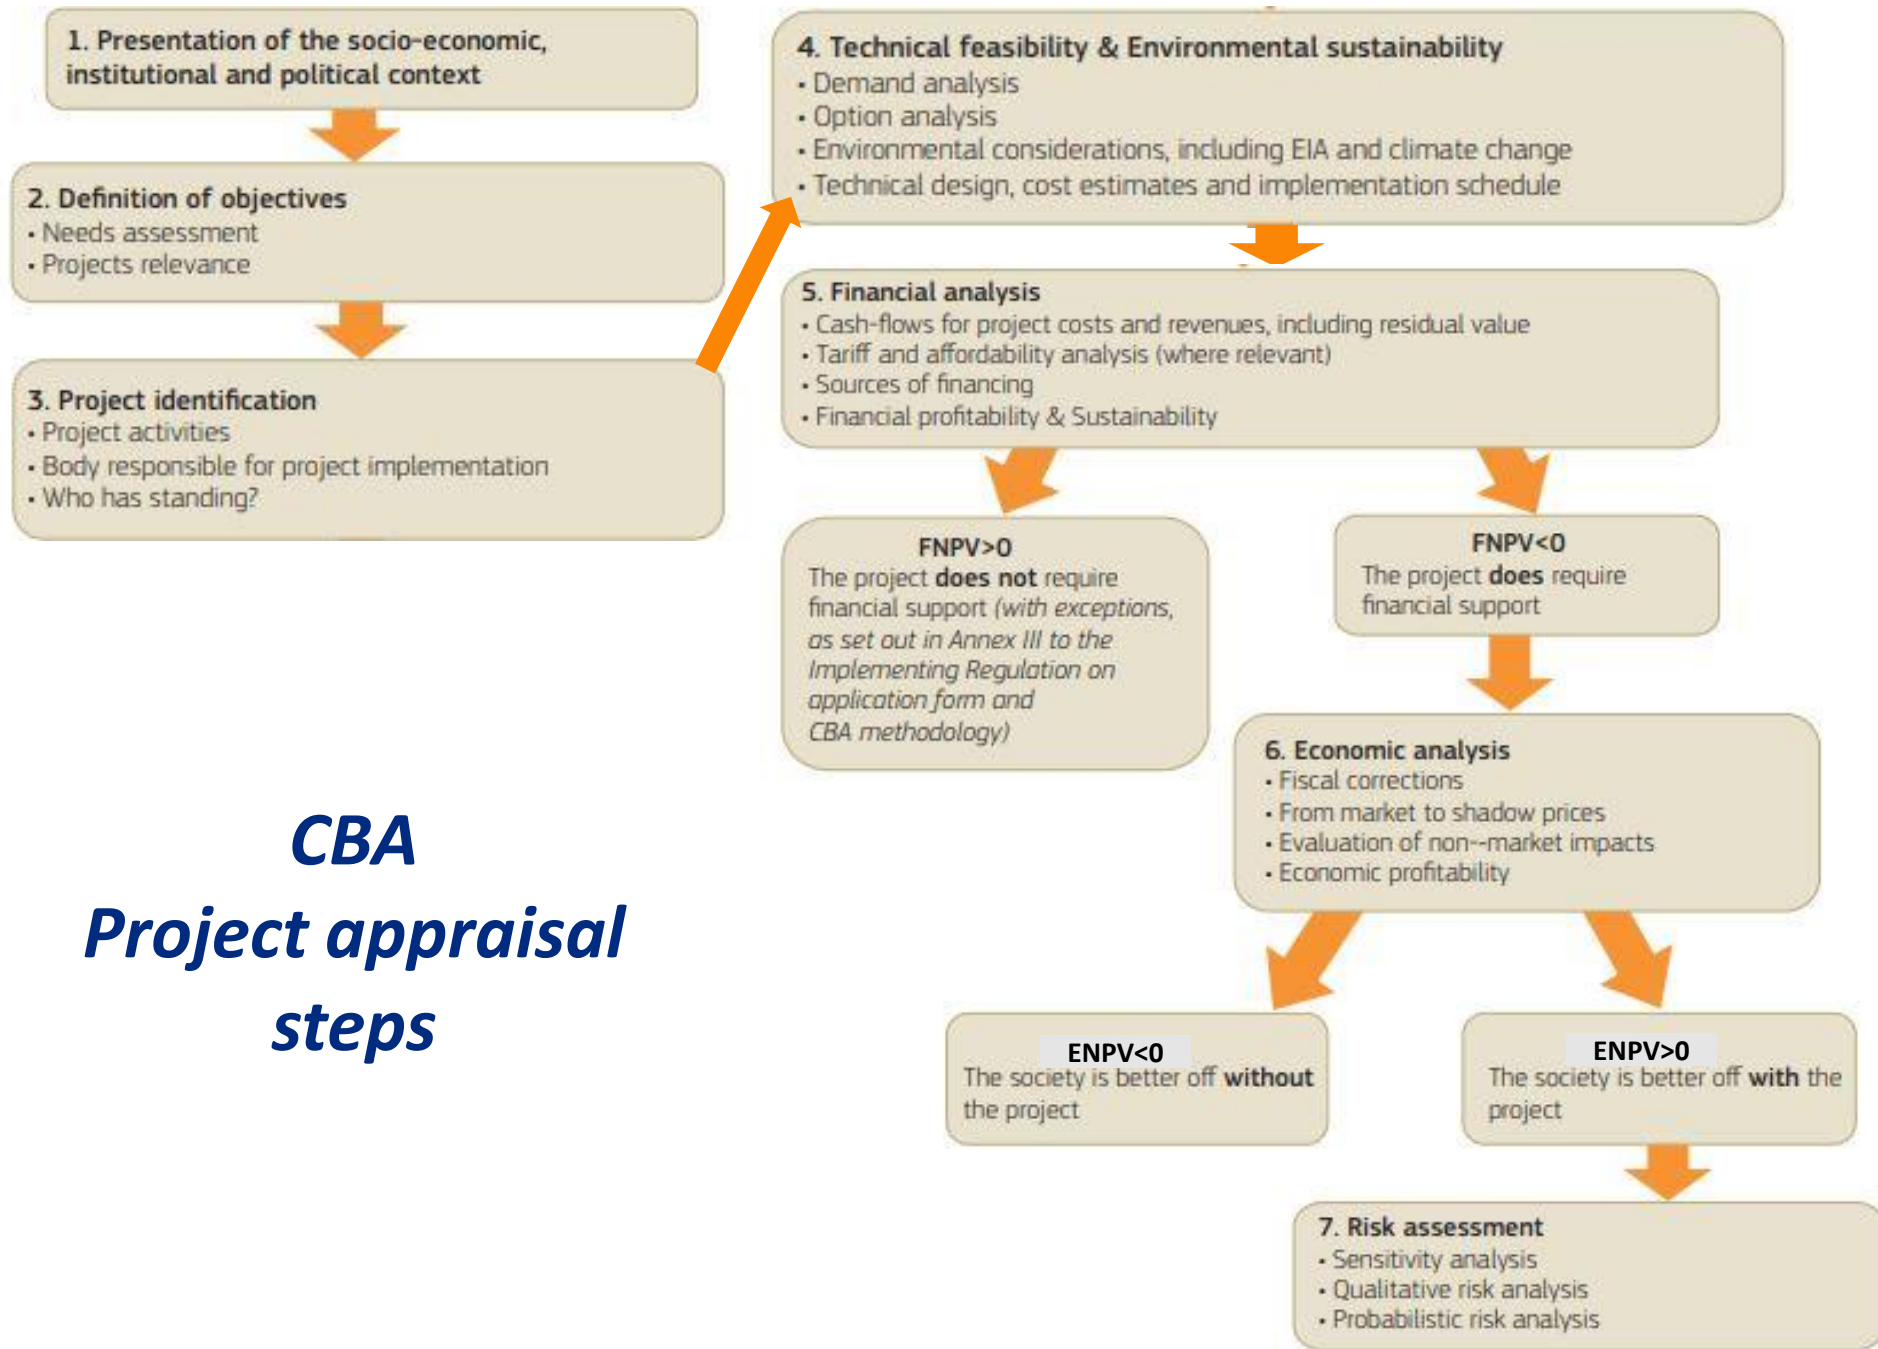 1. Presentation of the socio-economic,
institutional and political context
2. Definition of objectives
• Needs assessment
• Projects relevance
3. Project identification
• Project activities
• Body responsible for project implementation
• Who has standing?
4. Technical feasibility & Environmental sustainability
• Demand analysis
• Option analysis
• Environmental considerations, including EIA and climate change
• Technical design, cost estimates and implementation schedule
5. Financial analysis
• Cash-flows for project costs and revenues, including residual value
• Tariff and affordability analysis (where relevant)
• Sources of financing
• Financial profitability & Sustainability
FNPV>0
The project does not require
financial support (with exceptions,
as set out in Annex III to the
Implementing Regulation on
application form and
CBA methodology)
FNPV<0
The project does require
financial support
6. Economic analysis
• Fiscal corrections
• From market to shadow prices
• Evaluation of non--market impacts
• Economic profitability
ENPV<0
The society is better off without
the project
ENPV>0
The society is better off with the
project
7. Risk assessment
• Sensitivity analysis
• Qualitative risk analysis
• Probabilistic risk analysis
CBA
Project appraisal
steps